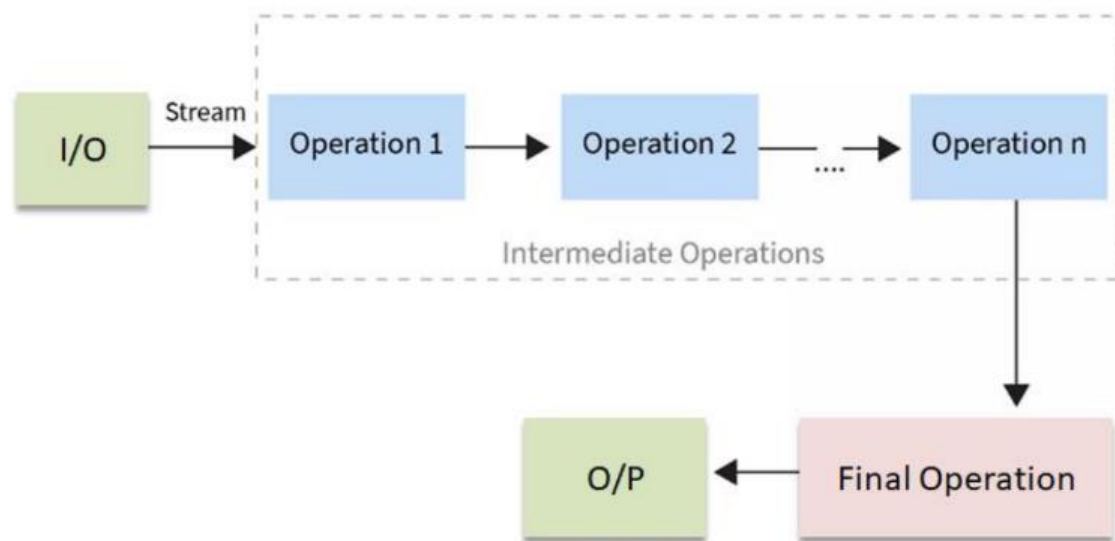 Stream
I/O
Operation 1
Operation 2
....
Operation n
Intermediate Operations
O/P
Final Operation